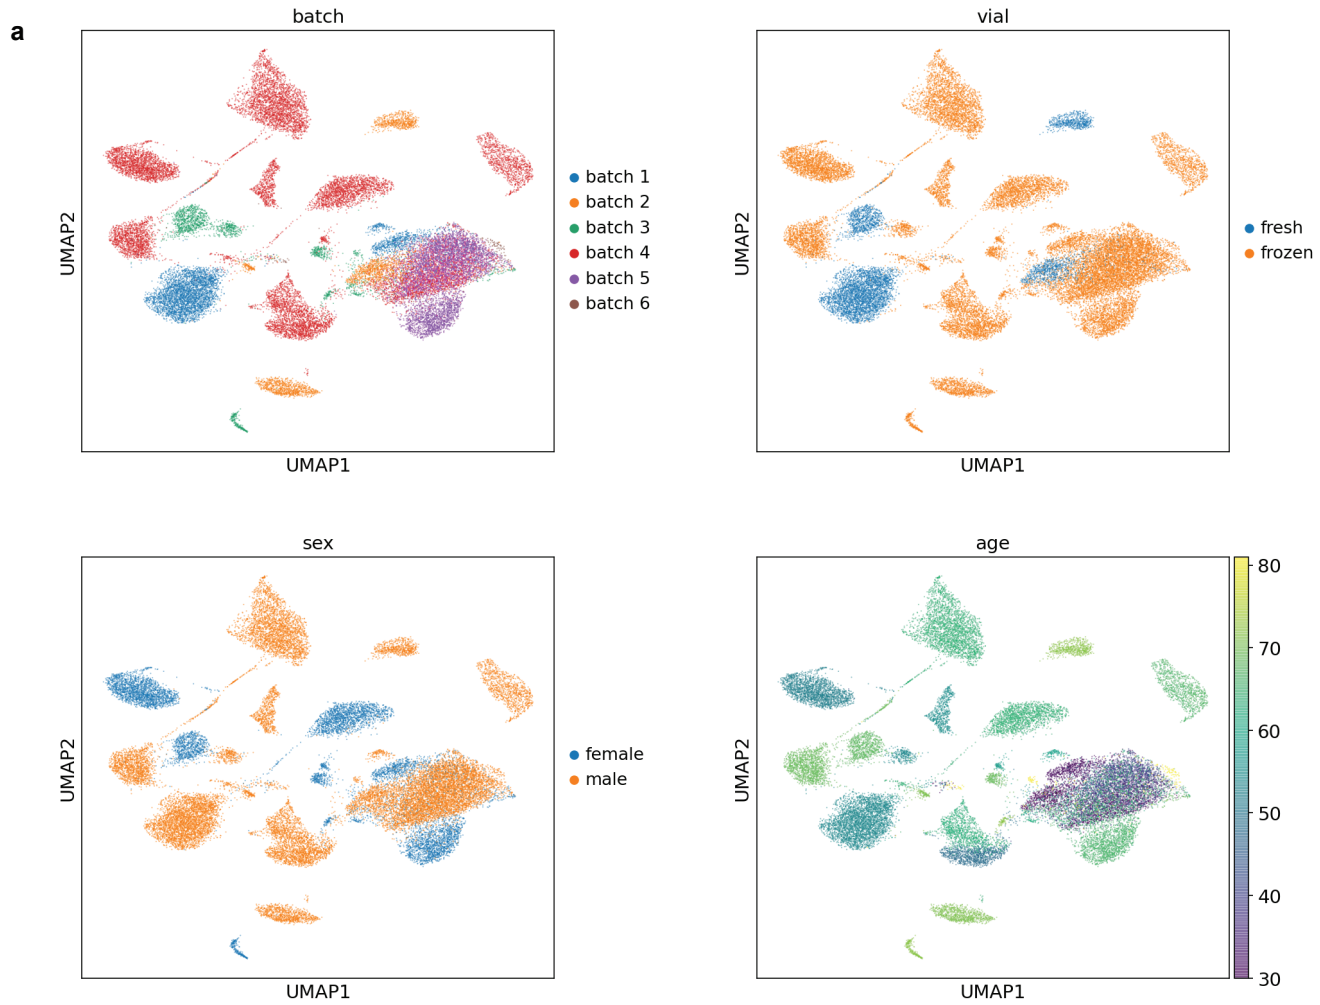 a
batch
UMAP2
UMAP1
batch 1
batch 2
batch 3
batch 4
batch 5
batch 6
vial
UMAP2
UMAP1
fresh
frozen
sex
UMAP2
UMAP1
female
male
age
UMAP2
UMAP1
80
70
60
50
40
30